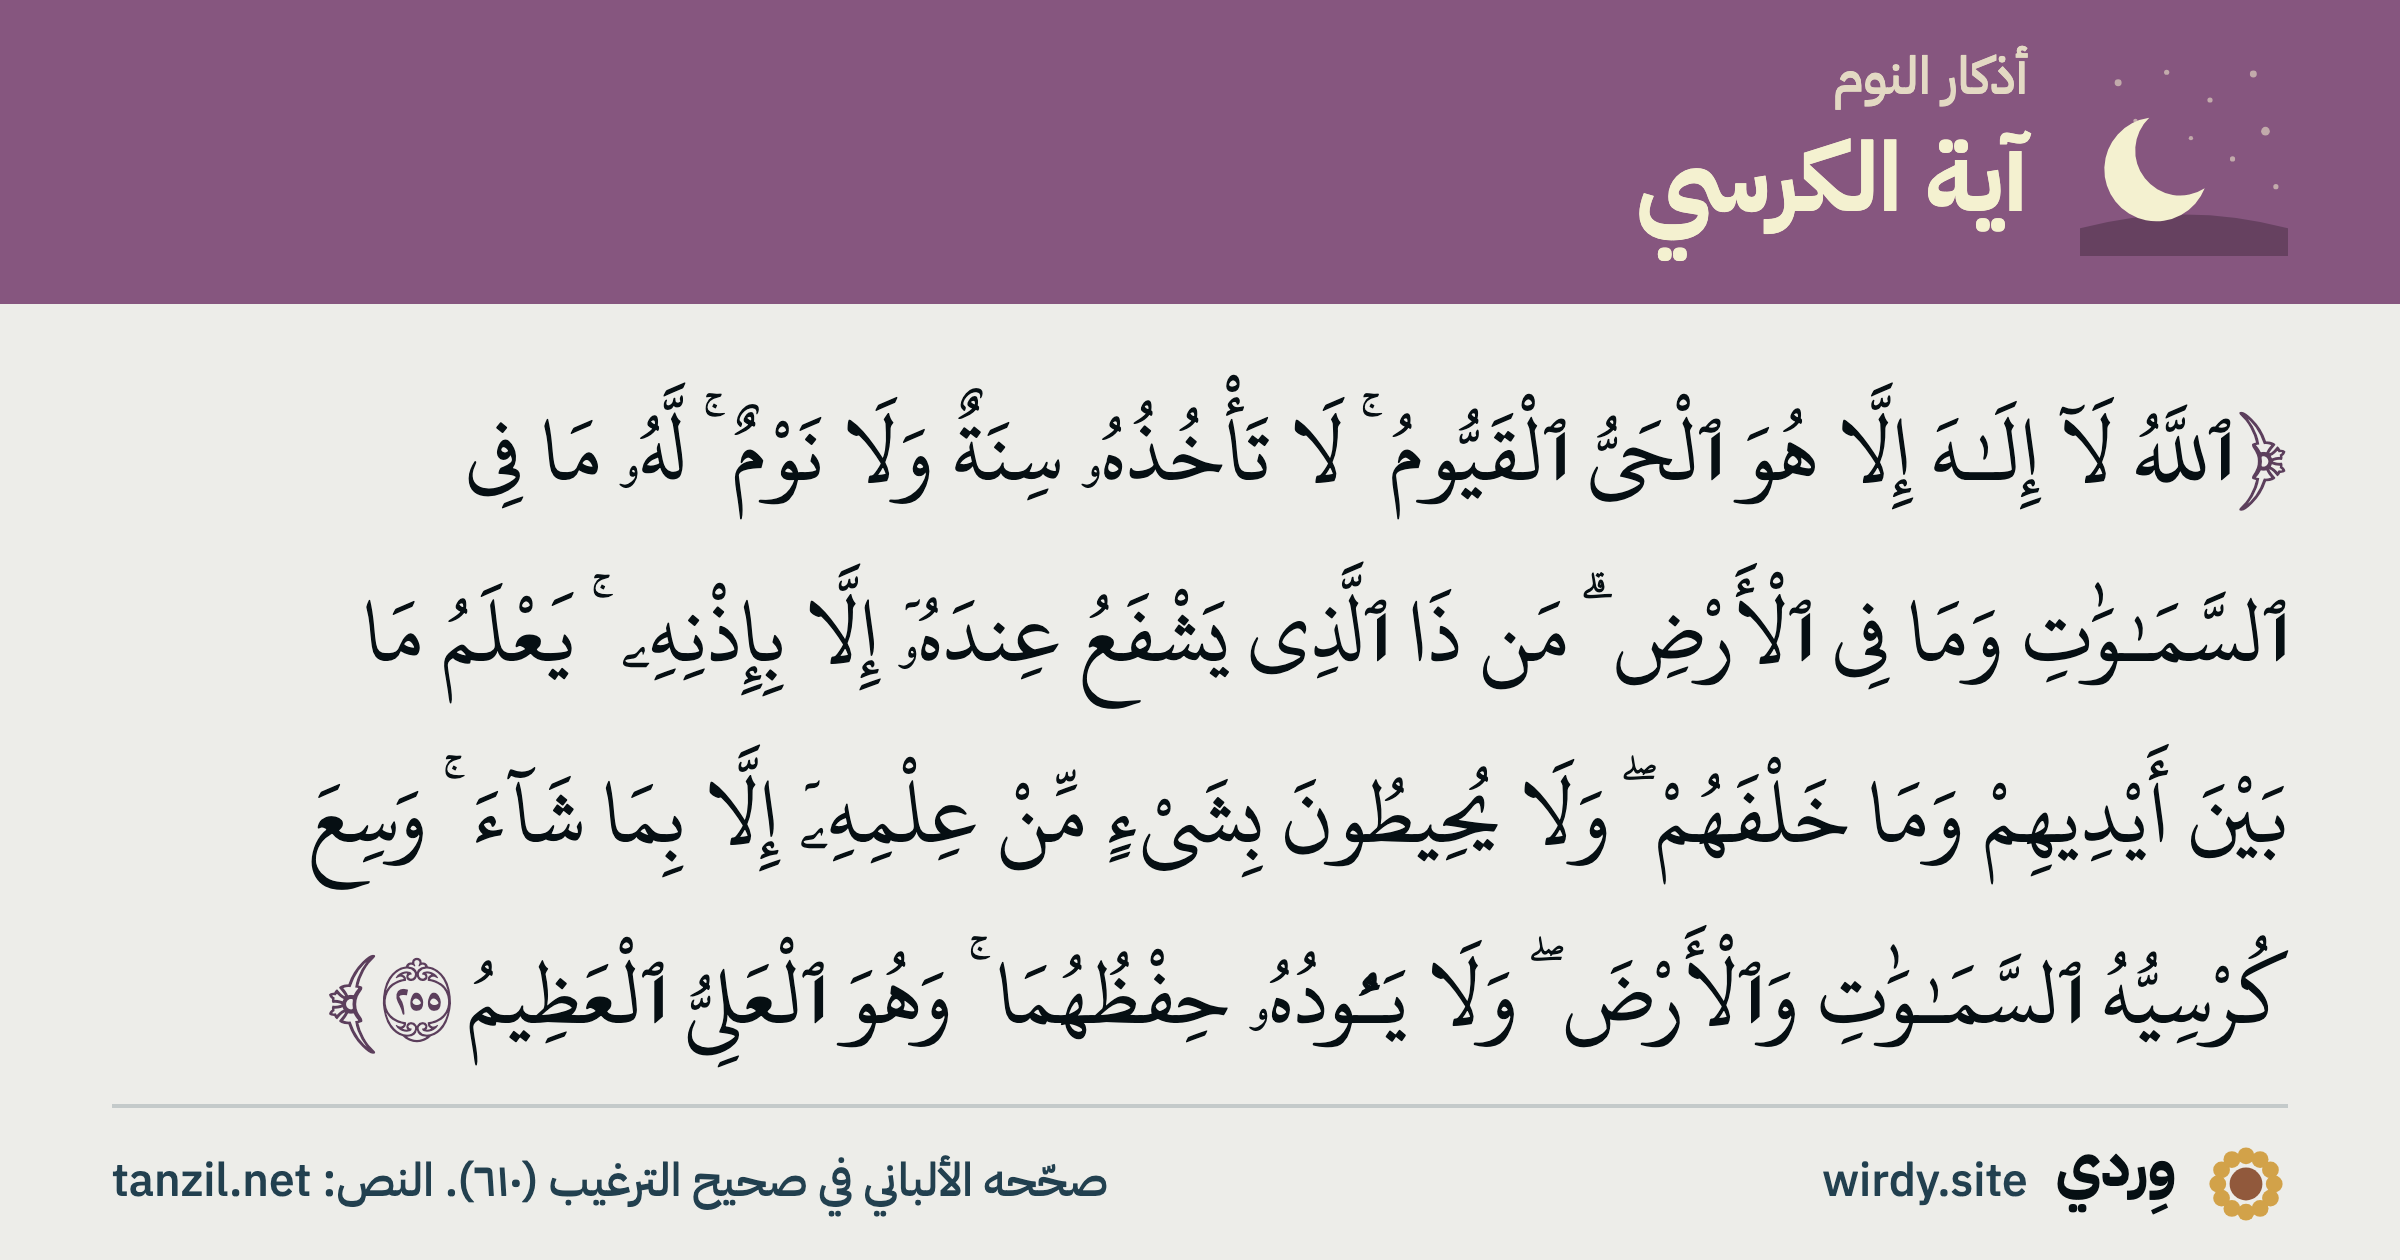 أذكار النوم
آية الكرسي
﴿ٱللَّهُ لَآ إِلَـٰهَ إِلَّا هُوَ ٱلْحَىُّ ٱلْقَيُّومُ ۚ لَا تَأْخُذُهُۥ سِنَةٌ وَلَا نَوْمٌ ۚ لَّهُۥ مَا فِى
ٱلسَّمَـٰوَٰتِ وَمَا فِى ٱلْأَرْضِ ۗ مَن ذَا ٱلَّذِى يَشْفَعُ عِندَهُۥٓ إِلَّا بِإِذْنِهِۦ ۚ يَعْلَمُ مَا
بَيْنَ أَيْدِيهِمْ وَمَا خَلْفَهُمْ ۖ وَلَا يُحِيطُونَ بِشَىْءٍ مِّنْ عِلْمِهِۦٓ إِلَّا بِمَا شَآءَ ۚ وَسِعَ
كُرْسِيُّهُ ٱلسَّمَـٰوَٰتِ وَٱلْأَرْضَ ۖ وَلَا يَـُٔودُهُۥ حِفْظُهُمَا ۚ وَهُوَ ٱلْعَلِىُّ ٱلْعَظِيمُ ٢٥٥﴾
وِردي wirdy.site
صحّحه الألباني في صحيح الترغيب (٦١٠). النص: tanzil.net